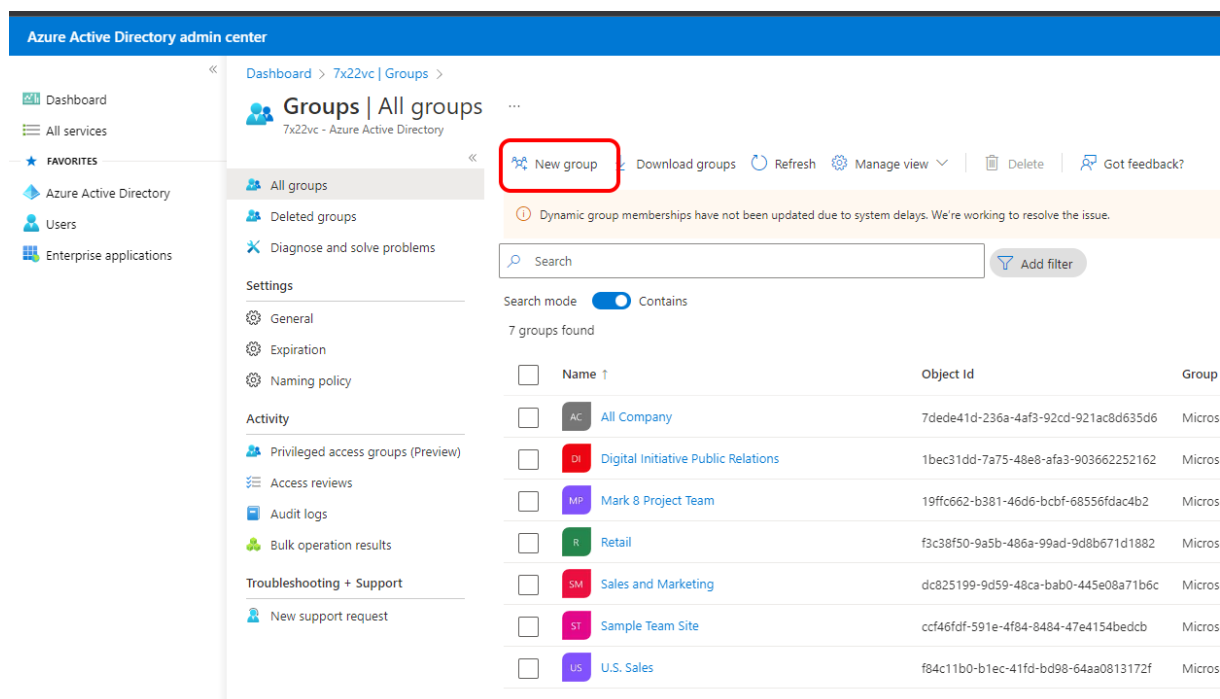 Azure Active Directory admin center
Dashboard
All services
FAVORITES
Azure Active Directory
Users
Enterprise applications
Dashboard > 7x22vc | Groups >
Groups | All groups ...
7x22vc - Azure Active Directory
All groups
Deleted groups
Diagnose and solve problems
Settings
General
Expiration
Naming policy
Activity
Privileged access groups (Preview)
Access reviews
Audit logs
Bulk operation results
Troubleshooting + Support
New support request
New group Download groups Refresh Manage view Delete Got feedback?
Dynamic group memberships have not been updated due to system delays. We're working to resolve the issue.
Search Add filter
Search mode Contains
7 groups found
Name ↑ Object Id Group
AC All Company 7dede41d-236a-4af3-92cd-921ac8d635d6 Micros
DI Digital Initiative Public Relations 1bec31dd-7a75-48e8-afa3-903662252162 Micros
MP Mark 8 Project Team 19ffc662-b381-46d6-bcbf-68556fdac4b2 Micros
R Retail f3c38f50-9a5b-486a-99ad-9d8b671d1882 Micros
SM Sales and Marketing dc825199-9d59-48ca-bab0-445e08a71b6c Micros
ST Sample Team Site ccf46fdf-591e-4f84-8484-47e4154bedcb Micros
US U.S. Sales f84c11b0-b1ec-41fd-bd98-64aa0813172f Micros